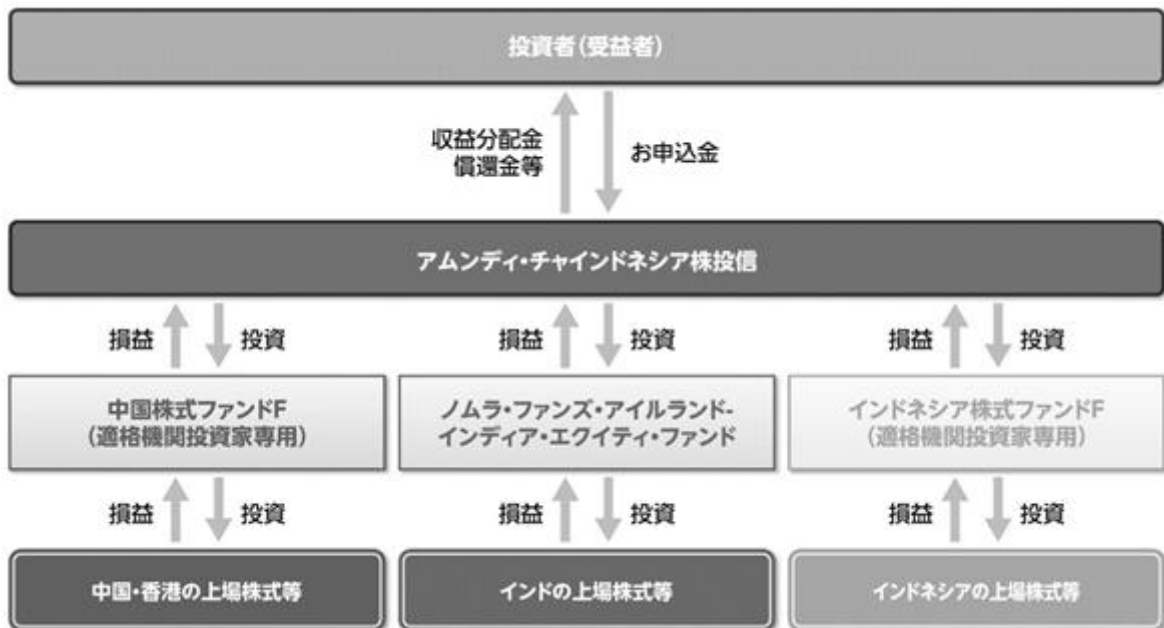 投資者(受益者)
収益分配金
償還金等
お申込金
アムンディ・チャインドネシア株投信
損益 投資 損益 投資 損益 投資
中国株式ファンドF
(適格機関投資家専用)
ノムラ・ファンズ・アイルランド-
インディア・エクイティ・ファンド
インドネシア株式ファンドF
(適格機関投資家専用)
損益 投資 損益 投資 損益 投資
中国・香港の上場株式等
インドの上場株式等
インドネシアの上場株式等